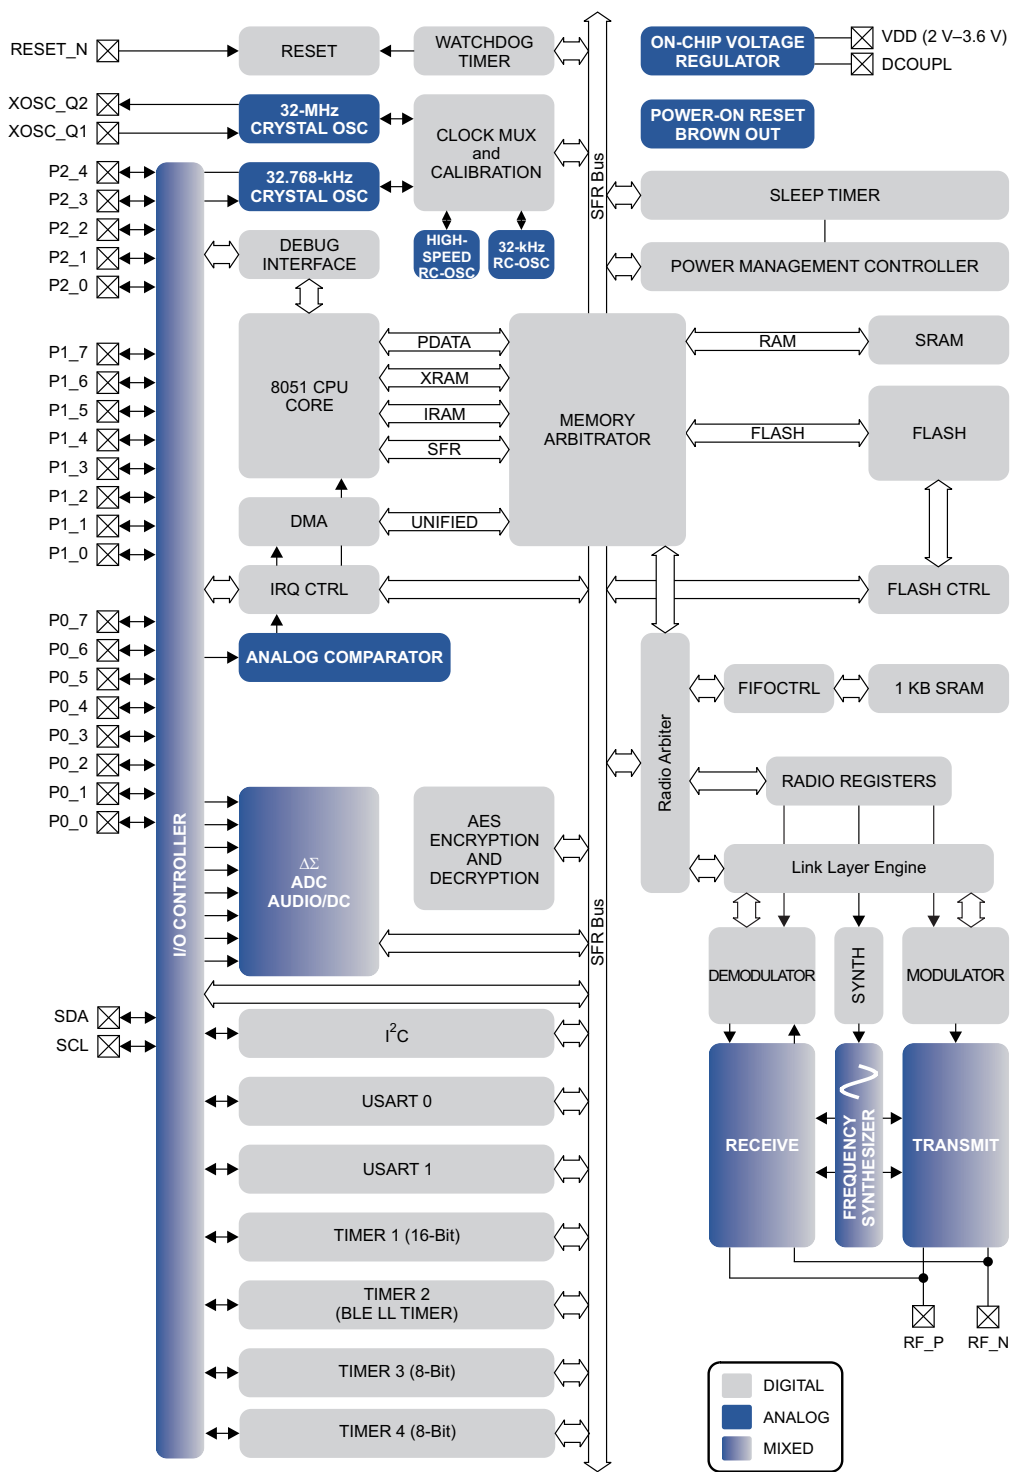 RESET_N
RESET
WATCHDOG
TIMER
ON-CHIP VOLTAGE
REGULATOR
VDD (2 V–3.6 V)
DCOUPL
XOSC_Q2
XOSC_Q1
32-MHz
CRYSTAL OSC
CLOCK MUX
and
CALIBRATION
POWER-ON RESET
BROWN OUT
SFR Bus
P2_4
P2_3
P2_2
P2_1
P2_0
32.768-kHz
CRYSTAL OSC
SLEEP TIMER
DEBUG
INTERFACE
HIGH-
SPEED
RC-OSC
32-kHz
RC-OSC
POWER MANAGEMENT CONTROLLER
P1_7
P1_6
P1_5
P1_4
P1_3
P1_2
P1_1
P1_0
8051 CPU
CORE
PDATA
XRAM
IRAM
SFR
MEMORY
ARBITRATOR
RAM
SRAM
FLASH
FLASH
DMA
UNIFIED
IRQ CTRL
FLASH CTRL
P0_7
P0_6
P0_5
P0_4
P0_3
P0_2
P0_1
P0_0
ANALOG COMPARATOR
Radio Arbiter
FIFOCTRL
1 KB SRAM
RADIO REGISTERS
I/O CONTROLLER
ΔΣ
ADC
AUDIO/DC
AES
ENCRYPTION
AND
DECRYPTION
Link Layer Engine
SFR Bus
DEMODULATOR
SYNTH
MODULATOR
SDA
SCL
I2C
USART 0
USART 1
RECEIVE
FREQUENCY
SYNTHESIZER
TRANSMIT
TIMER 1 (16-Bit)
TIMER 2
(BLE LL TIMER)
TIMER 3 (8-Bit)
TIMER 4 (8-Bit)
RF_P
RF_N
DIGITAL
ANALOG
MIXED